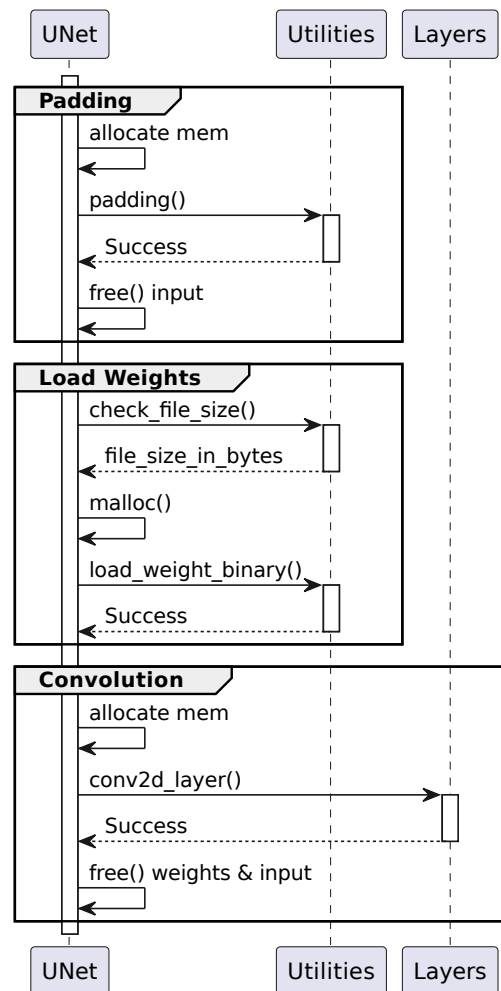 UNet Utilities Layers
Padding
allocate mem
padding()
Success
free() input
Load Weights
check_file_size()
file_size_in_bytes
malloc()
load_weight_binary()
Success
Convolution
allocate mem
conv2d_layer()
Success
free() weights & input
UNet Utilities Layers